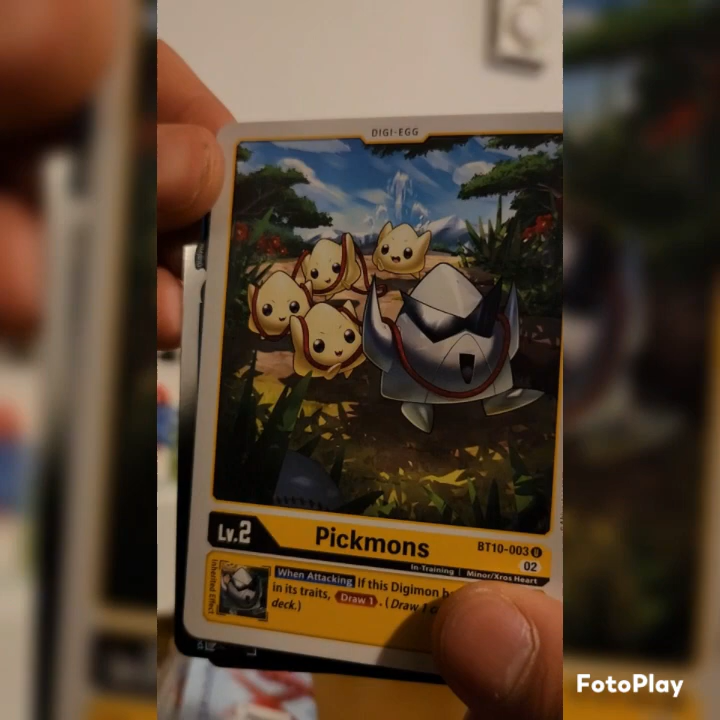 DIGI-EGG
Lv.2
Pickmons
BT10-003 U
02
In-Training | Minor/Xros Heart
Inherited Effect
When Attacking If this Digimon
in its traits, Draw 1. (Draw 1
deck.)
FotoPlay